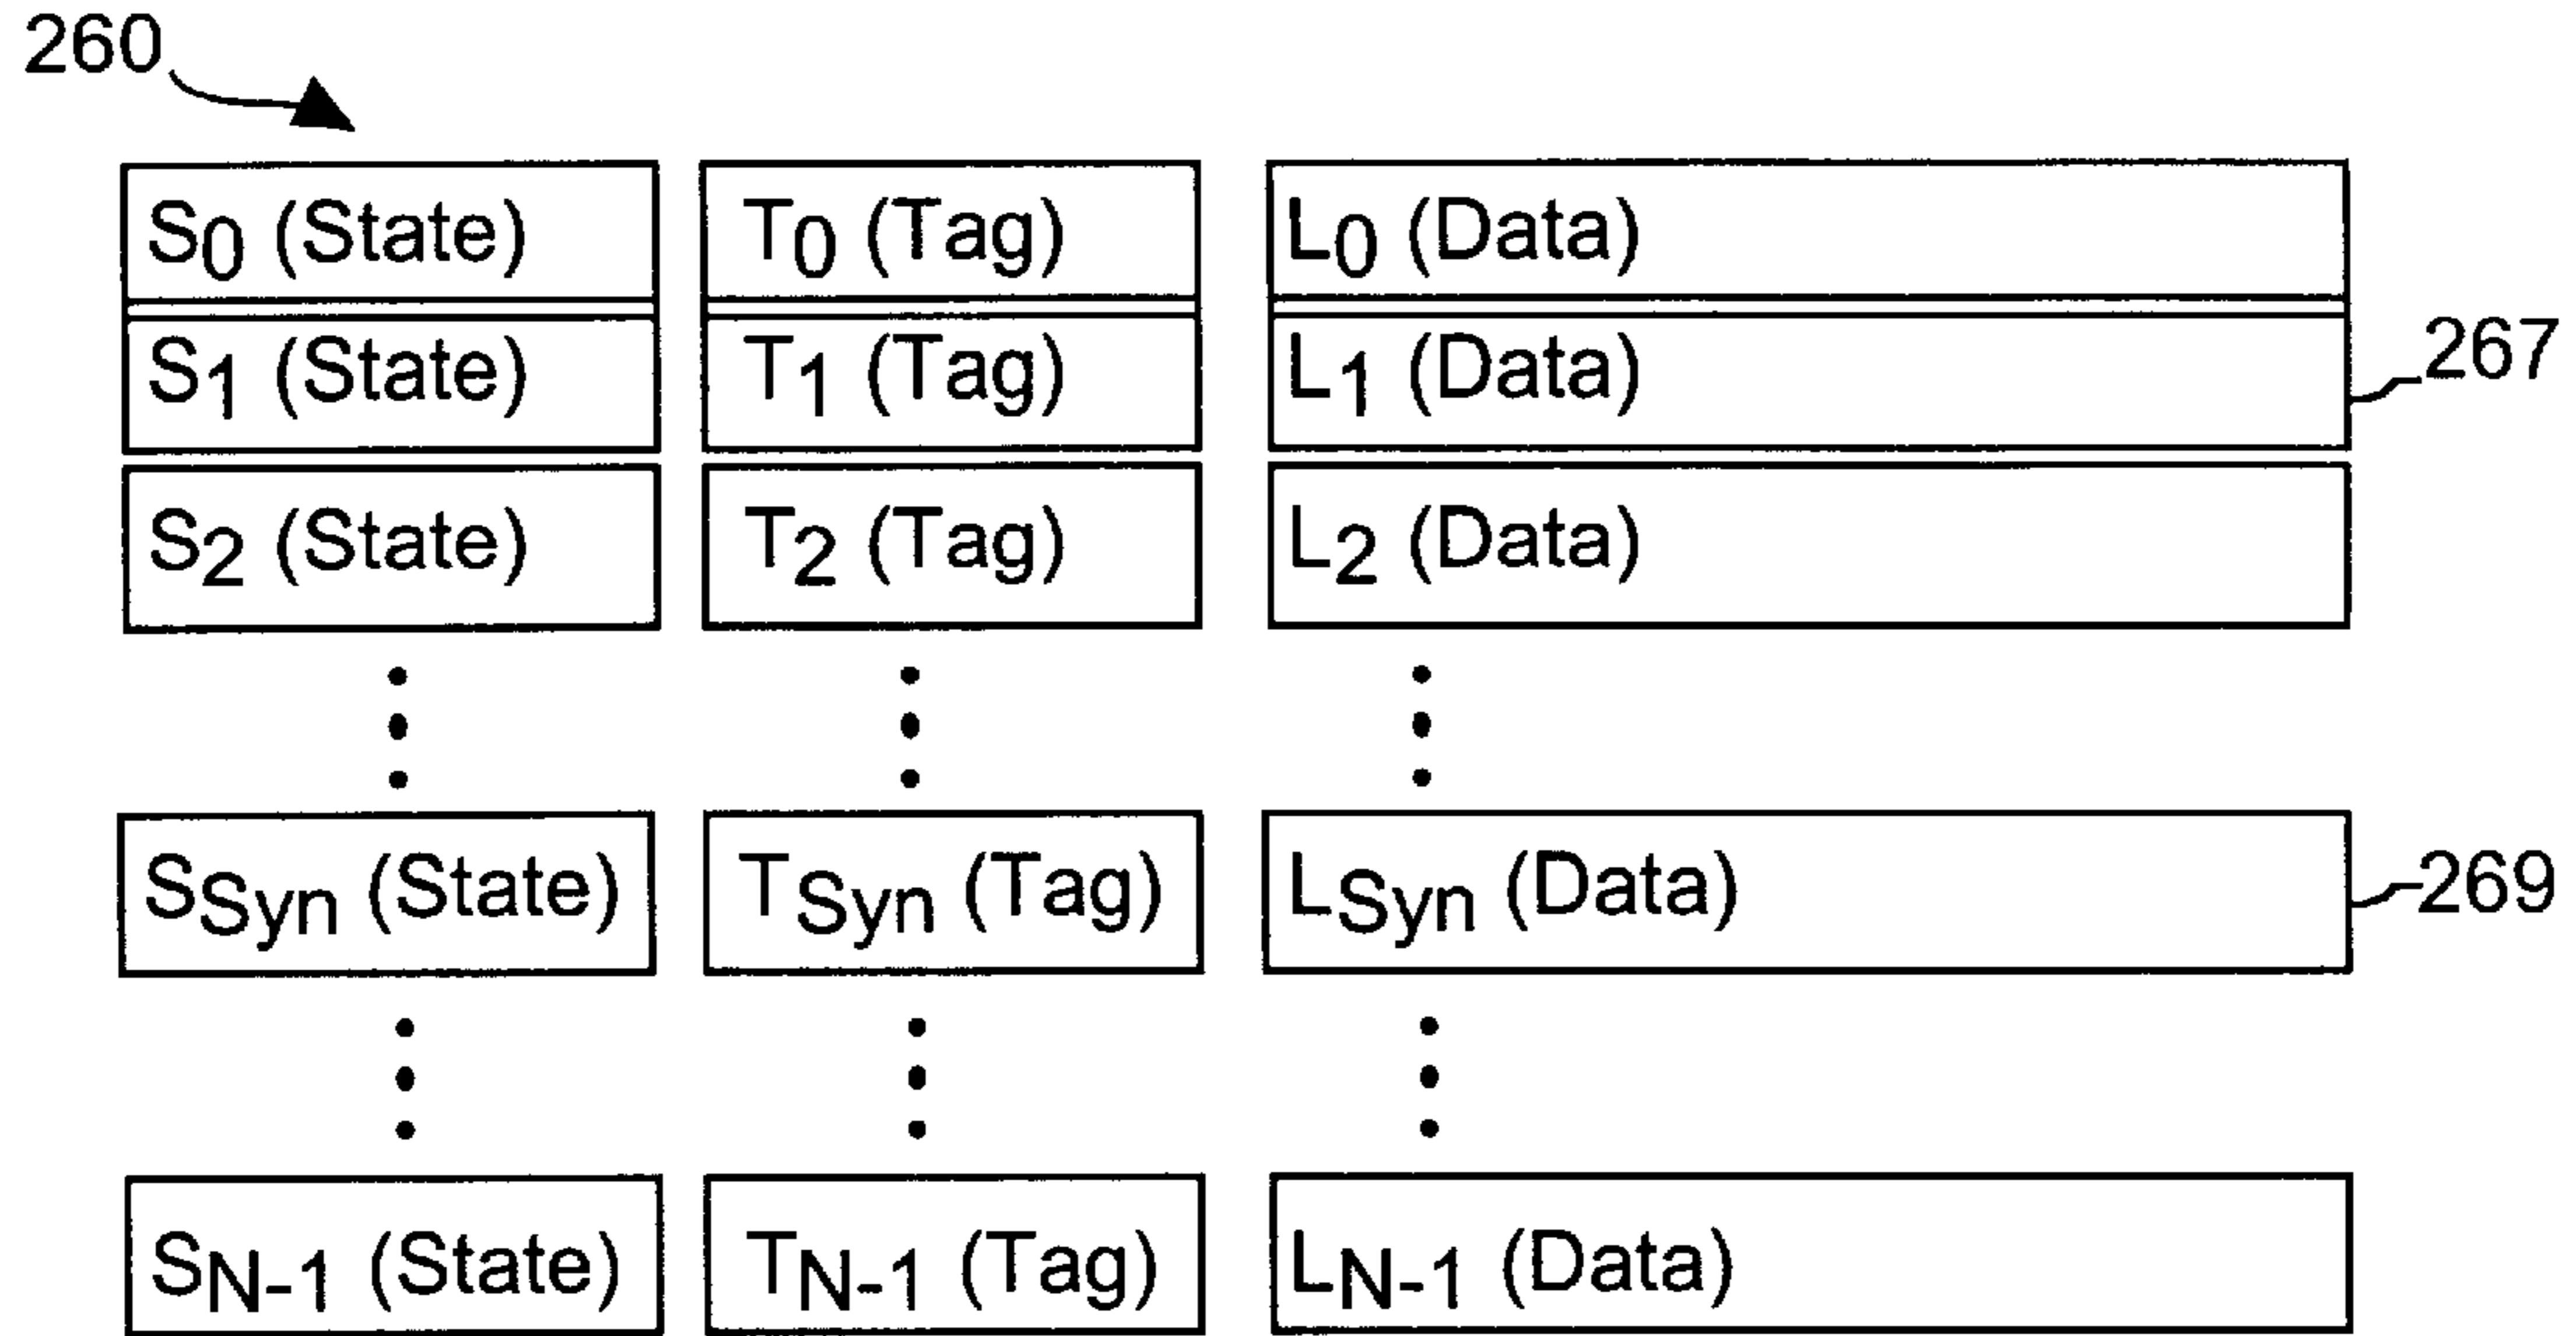 260
S0 (State) T0 (Tag) L0 (Data)
S1 (State) T1 (Tag) L1 (Data) 267
S2 (State) T2 (Tag) L2 (Data)
SSyn (State) TSyn (Tag) LSyn (Data) 269
SN-1 (State) TN-1 (Tag) LN-1 (Data)